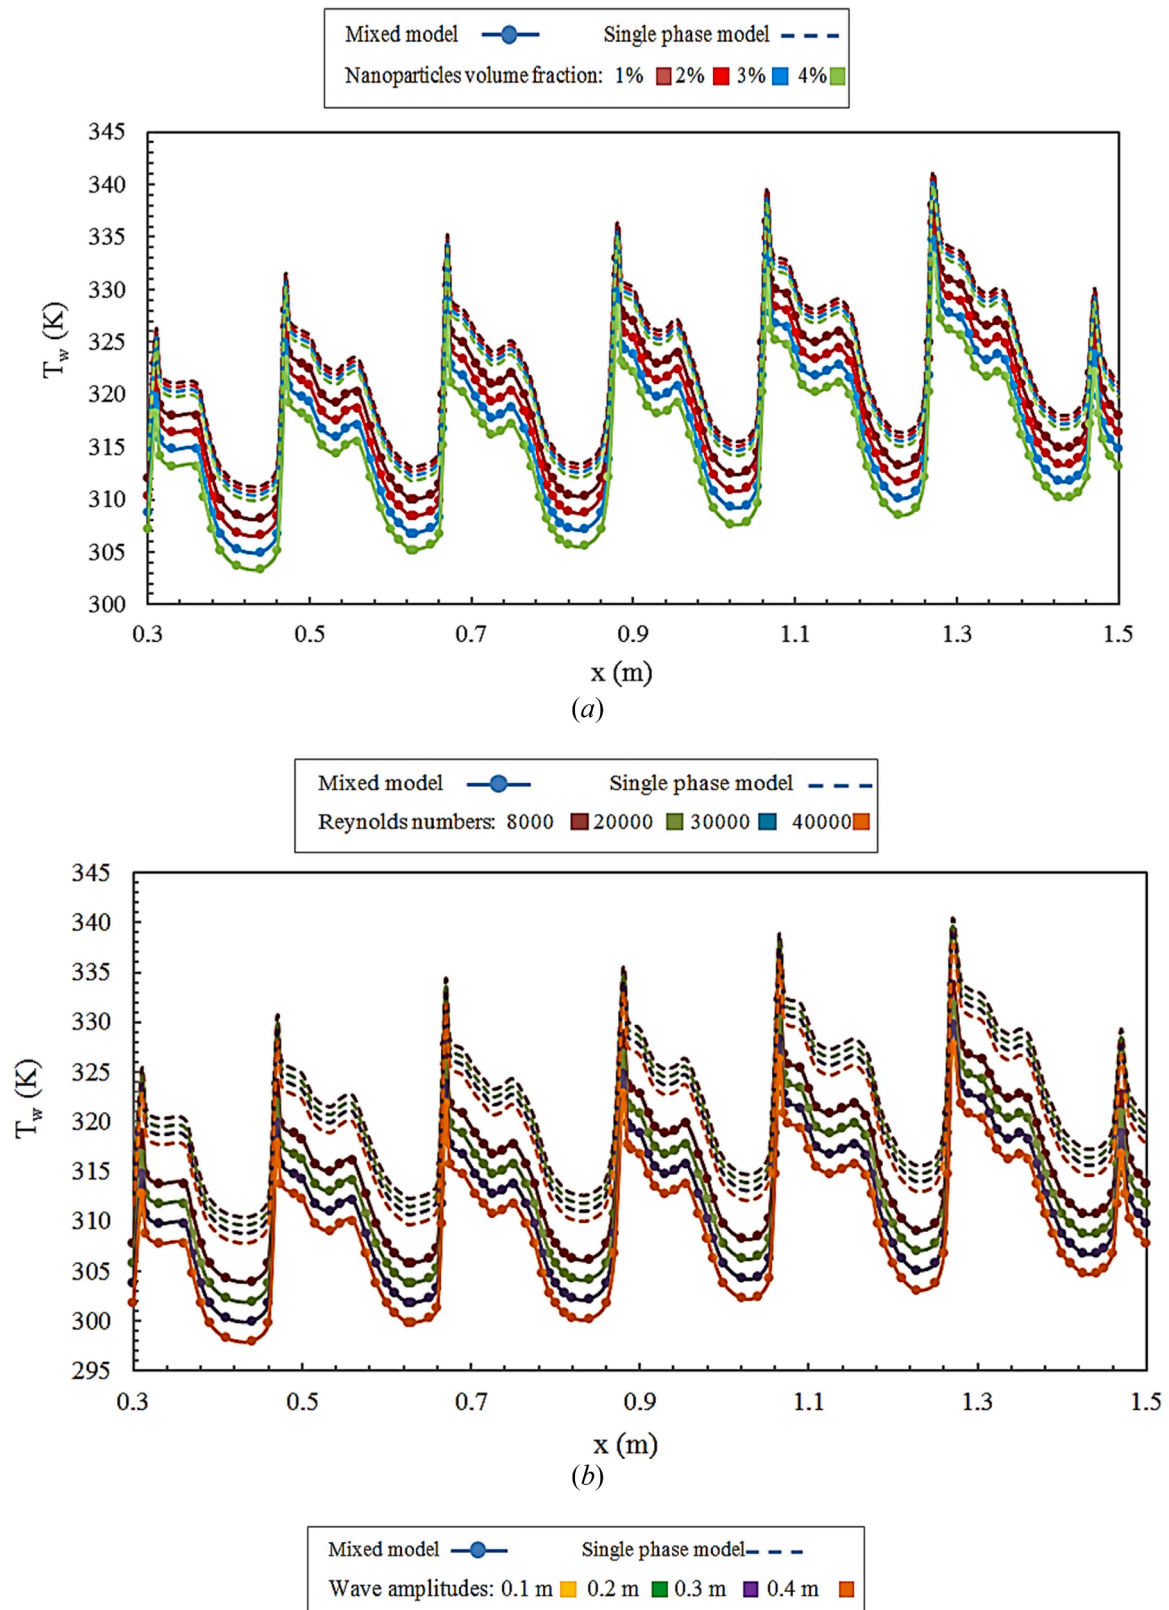 Mixed model Single phase model
Nanoparticles volume fraction: 1% 2% 3% 4%
345
340
335
330
325
320
315
310
305
300
T_w (K)
0.3 0.5 0.7 0.9 1.1 1.3 1.5
x (m)
(a)
Mixed model Single phase model
Reynolds numbers: 8000 20000 30000 40000
345
340
335
330
325
320
315
310
305
300
295
T_w (K)
0.3 0.5 0.7 0.9 1.1 1.3 1.5
x (m)
(b)
Mixed model Single phase model
Wave amplitudes: 0.1 m 0.2 m 0.3 m 0.4 m